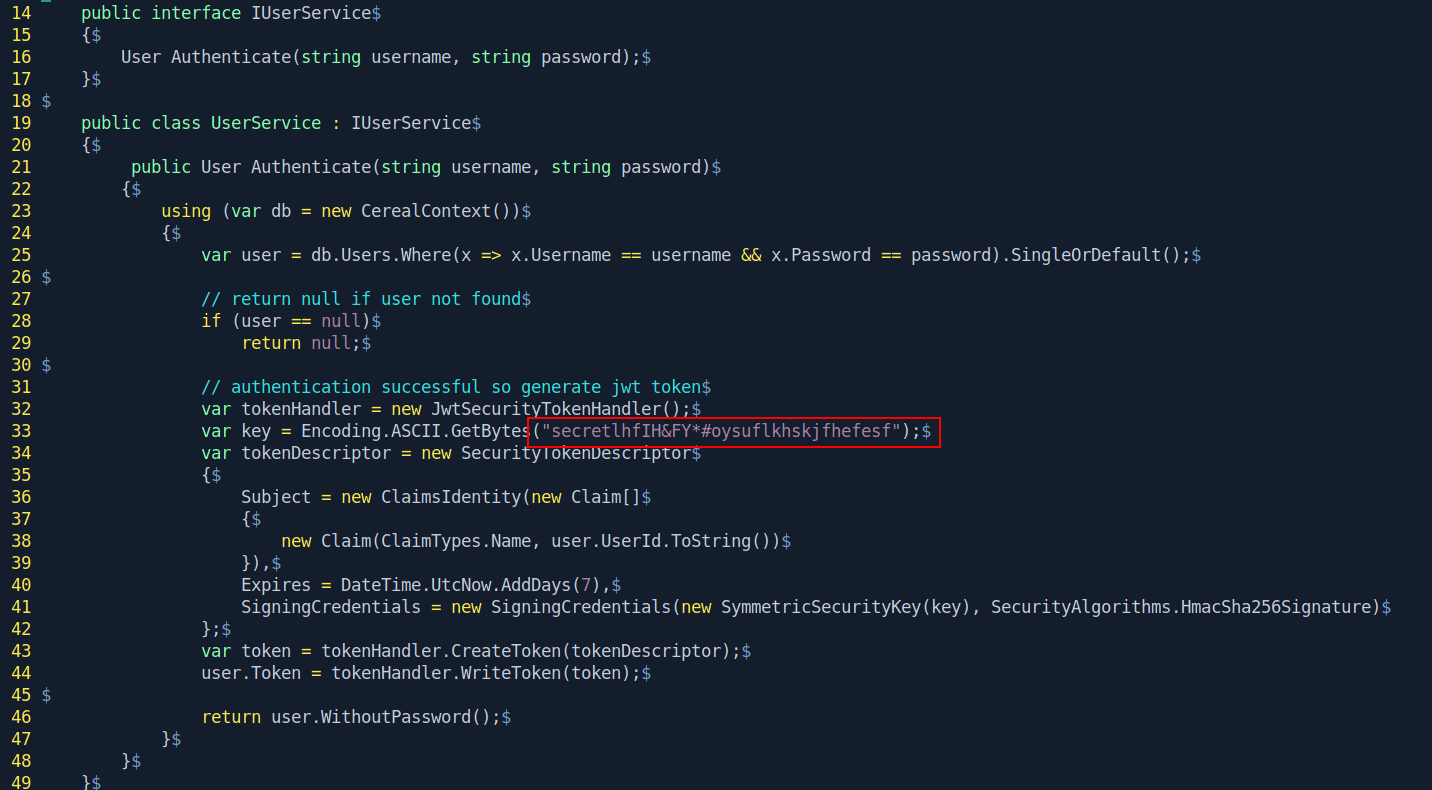 14     public interface IUserService$
15     {$
16         User Authenticate(string username, string password);$
17     }$
18 $
19     public class UserService : IUserService$
20     {$
21          public User Authenticate(string username, string password)$
22         {$
23             using (var db = new CerealContext())$
24             {$
25                 var user = db.Users.Where(x => x.Username == username && x.Password == password).SingleOrDefault();$
26 $
27                 // return null if user not found$
28                 if (user == null)$
29                     return null;$
30 $
31                 // authentication successful so generate jwt token$
32                 var tokenHandler = new JwtSecurityTokenHandler();$
33                 var key = Encoding.ASCII.GetBytes("secretlhfIH&FY*#oysuflkhskjfhefesf");$
34                 var tokenDescriptor = new SecurityTokenDescriptor$
35                 {$
36                     Subject = new ClaimsIdentity(new Claim[]$
37                     {$
38                         new Claim(ClaimTypes.Name, user.UserId.ToString())$
39                     }),$
40                     Expires = DateTime.UtcNow.AddDays(7),$
41                     SigningCredentials = new SigningCredentials(new SymmetricSecurityKey(key), SecurityAlgorithms.HmacSha256Signature)$
42                 };$
43                 var token = tokenHandler.CreateToken(tokenDescriptor);$
44                 user.Token = tokenHandler.WriteToken(token);$
45 $
46                 return user.WithoutPassword();$
47             }$
48         }$
49     }$